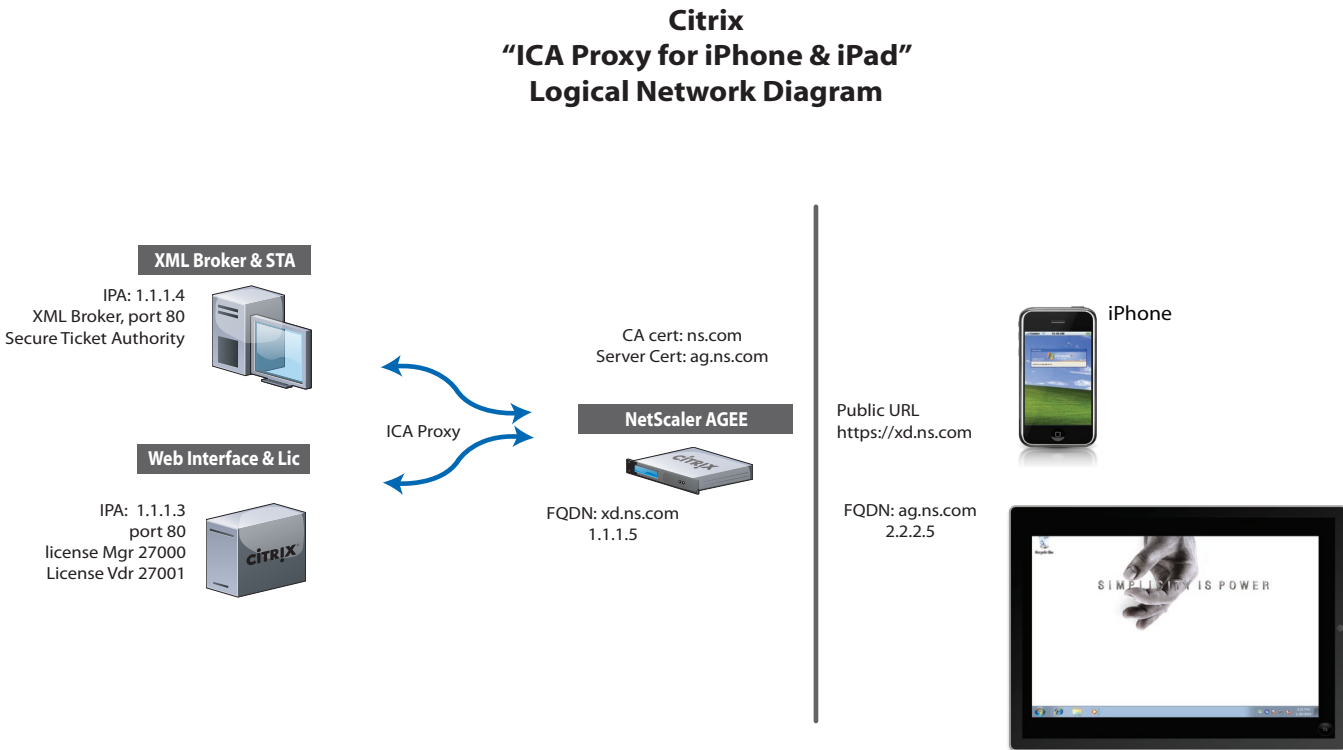 Citrix
“ICA Proxy for iPhone & iPad”
Logical Network Diagram
XML Broker & STA
IPA: 1.1.1.4
XML Broker, port 80
Secure Ticket Authority
Web Interface & Lic
IPA: 1.1.1.3
port 80
license Mgr 27000
License Vdr 27001
CITRIX
ICA Proxy
CA cert: ns.com
Server Cert: ag.ns.com
NetScaler AGEE
CITRIX
FQDN: xd.ns.com
1.1.1.5
Public URL
https://xd.ns.com
FQDN: ag.ns.com
2.2.2.5
iPhone
Recycle Bin
SIMPLICITY IS POWER